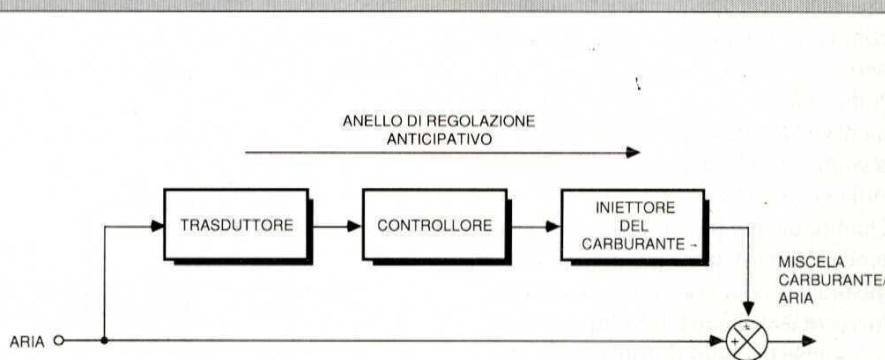 ANELLO DI REGOLAZIONE
ANTICIPATIVO
TRASDUTTORE
CONTROLLORE
INIETTORE
DEL
CARBURANTE
MISCELA
CARBURANTE/
ARIA
ARIA
+
+